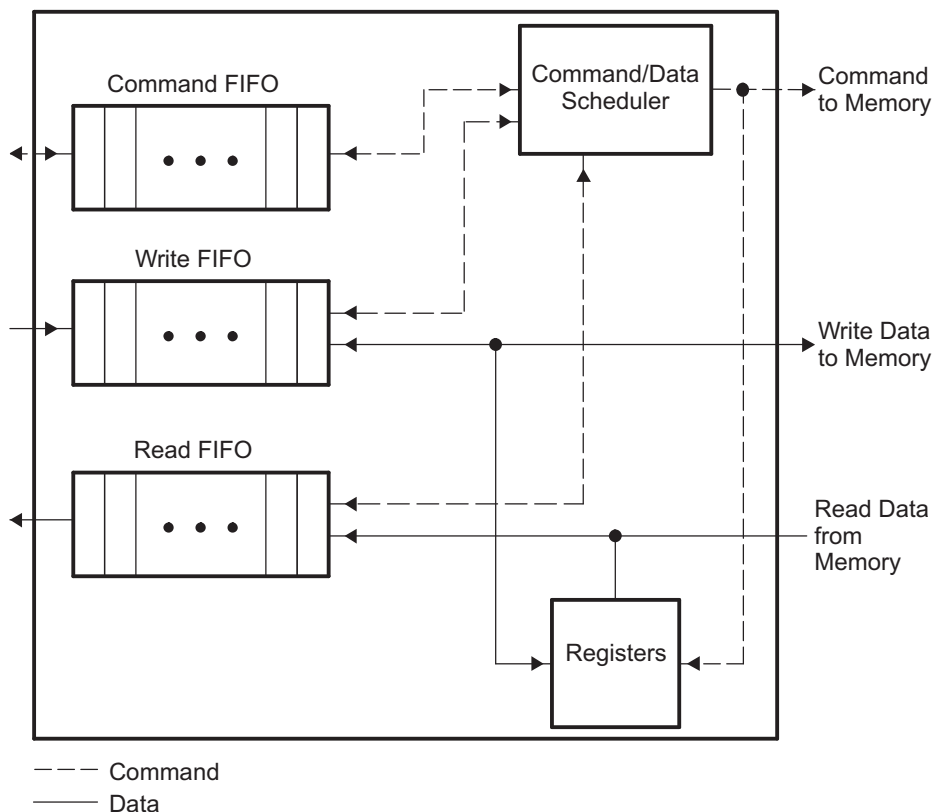 Command FIFO
Command/Data
Scheduler
Command
to Memory
Write FIFO
Write Data
to Memory
Read FIFO
Read Data
from
Memory
Registers
Command
Data